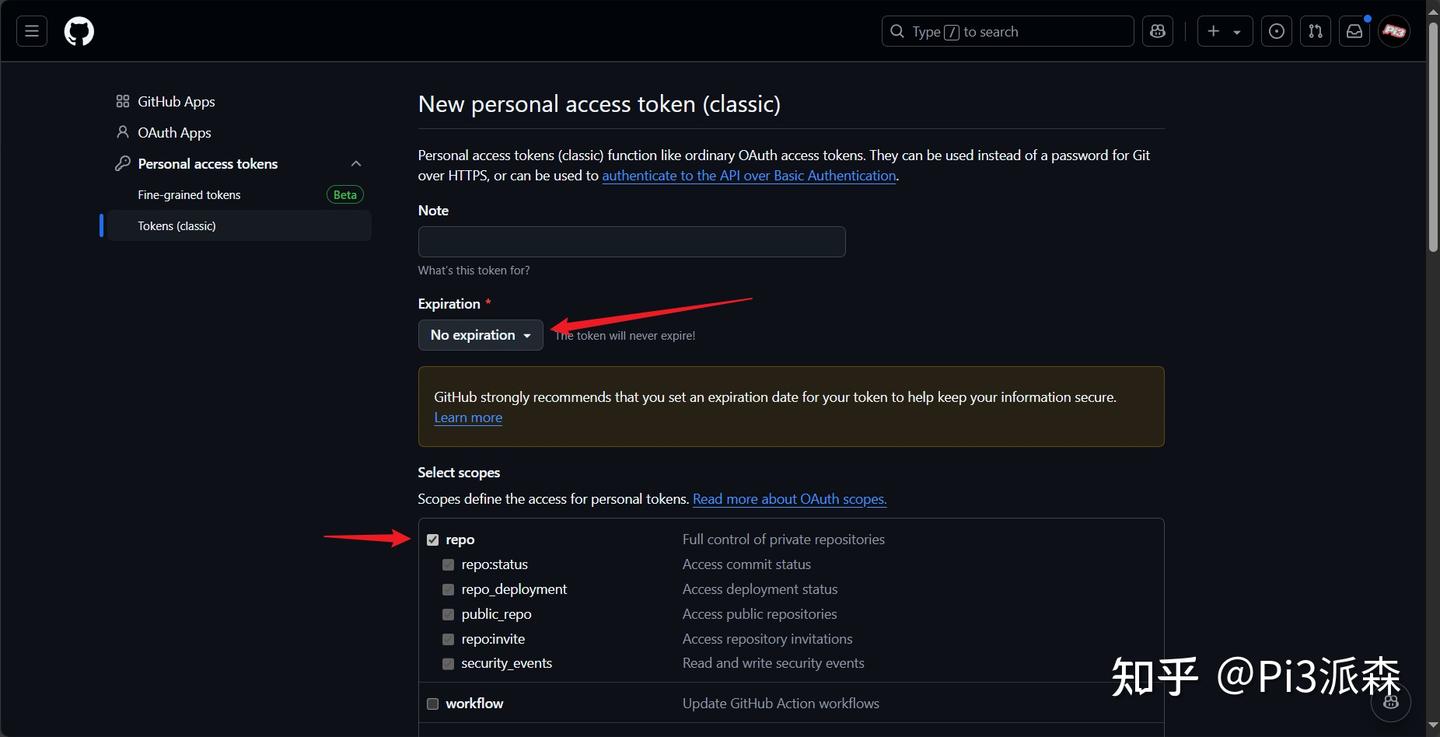 Type / to search
Pi3
GitHub Apps
OAuth Apps
Personal access tokens
Fine-grained tokens Beta
Tokens (classic)
New personal access token (classic)
Personal access tokens (classic) function like ordinary OAuth access tokens. They can be used instead of a password for Git
over HTTPS, or can be used to authenticate to the API over Basic Authentication.
Note
What's this token for?
Expiration *
No expiration The token will never expire!
GitHub strongly recommends that you set an expiration date for your token to help keep your information secure.
Learn more
Select scopes
Scopes define the access for personal tokens. Read more about OAuth scopes.
repo Full control of private repositories
repo:status Access commit status
repo_deployment Access deployment status
public_repo Access public repositories
repo:invite Access repository invitations
security_events Read and write security events
workflow Update GitHub Action workflows
知乎 @Pi3派森